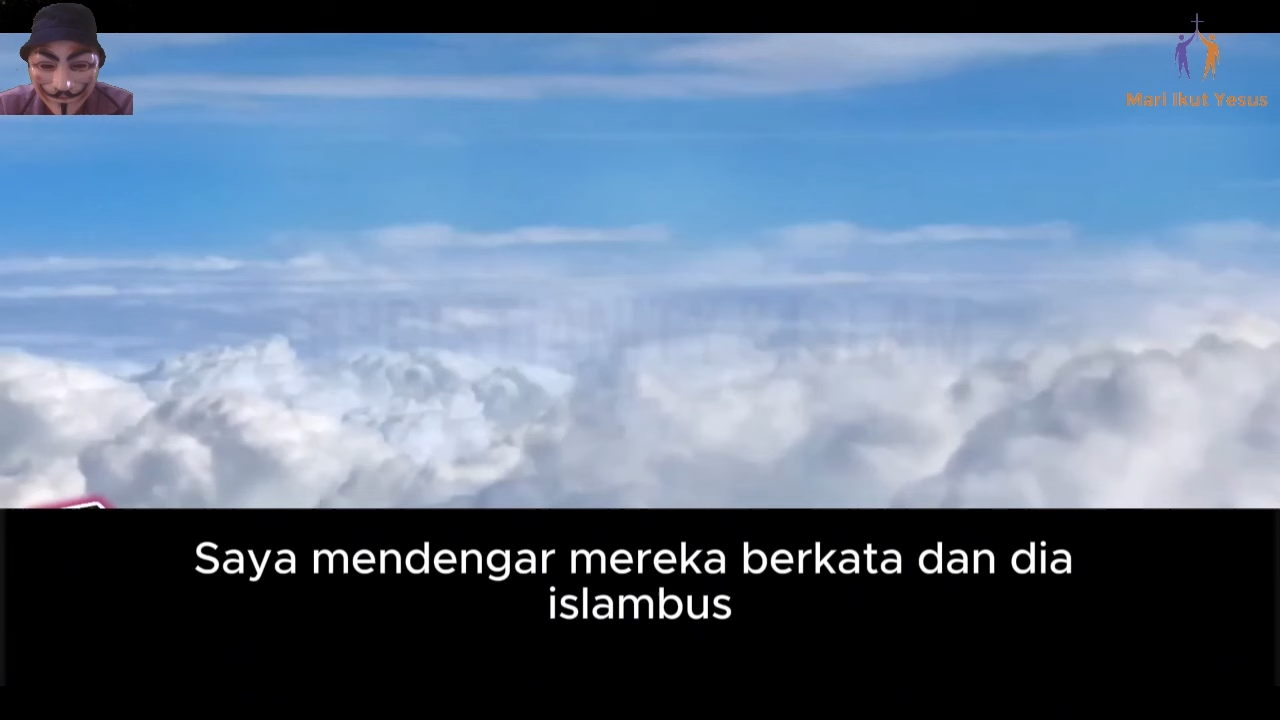 Mari Ikut Yesus
Saya mendengar mereka berkata dan dia
islambus